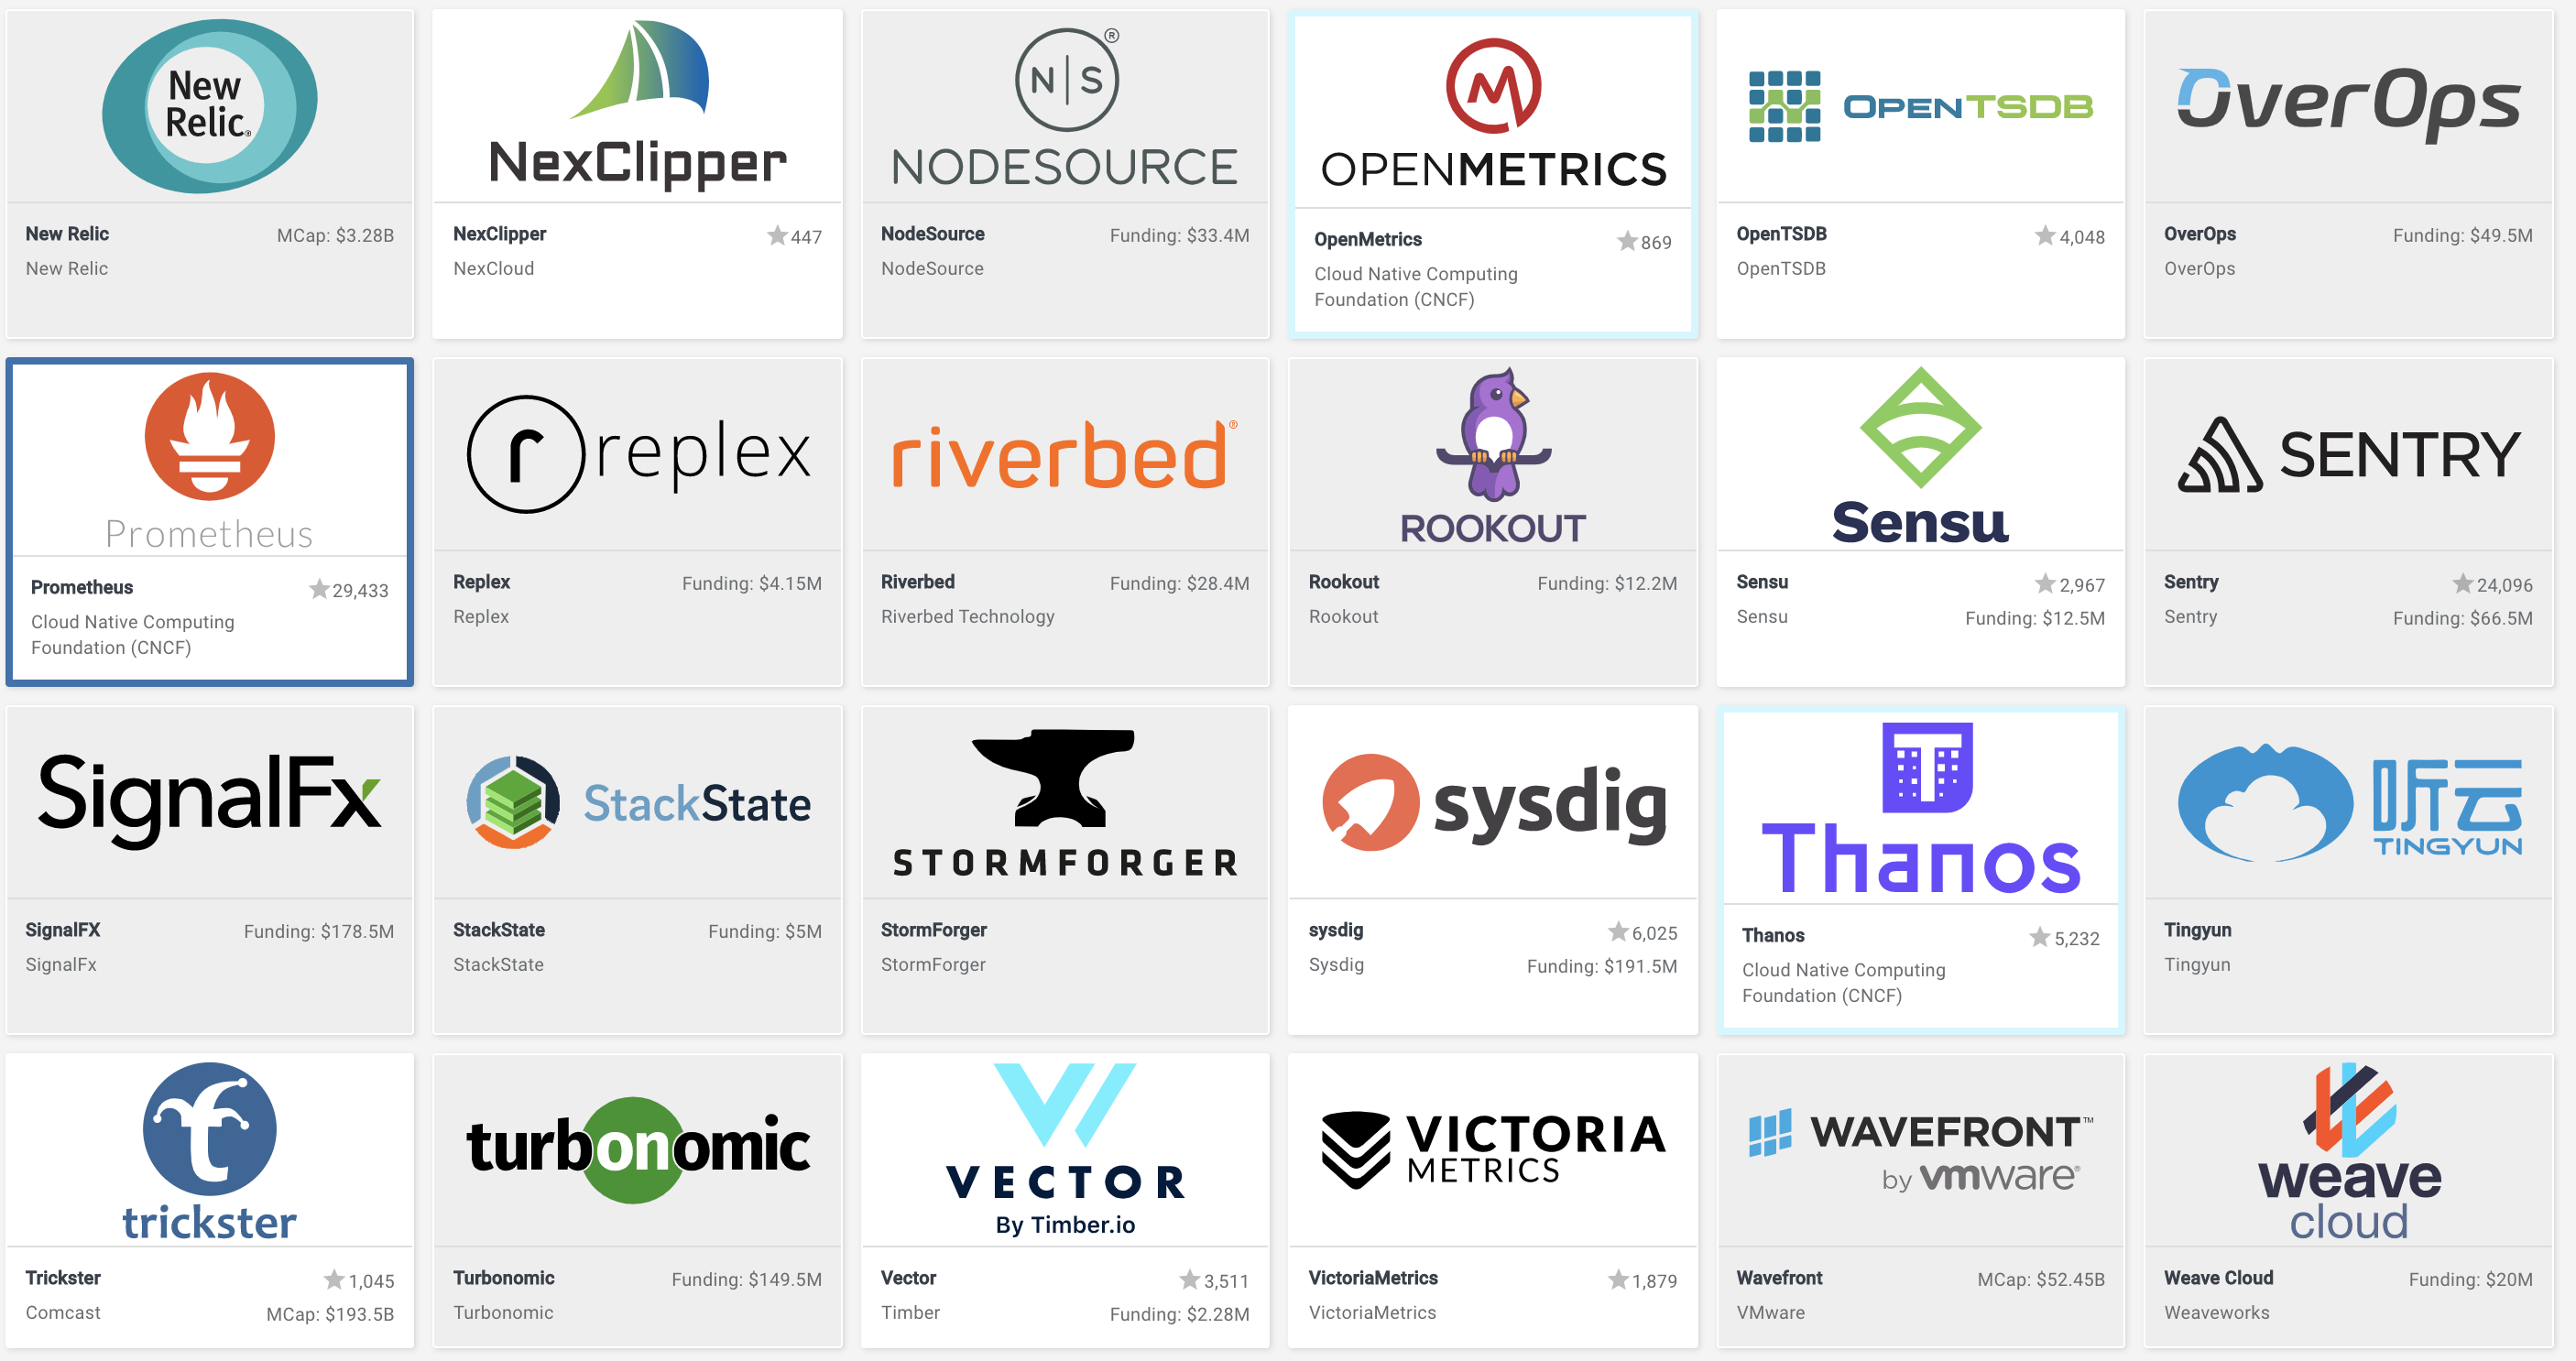 New
Relic®
New Relic
MCap: $3.28B
New Relic
NexClipper
NexClipper
447
NexCloud
N|S®
NODESOURCE
NodeSource
Funding: $33.4M
NodeSource
M
OPENMETRICS
OpenMetrics
869
Cloud Native Computing
Foundation (CNCF)
OPENTSDB
OpenTSDB
4,048
OpenTSDB
OverOps
OverOps
Funding: $49.5M
OverOps
Prometheus
Prometheus
29,433
Cloud Native Computing
Foundation (CNCF)
r replex
Replex
Funding: $4.15M
Replex
riverbed®
Riverbed
Funding: $28.4M
Riverbed Technology
ROOKOUT
Rookout
Funding: $12.2M
Rookout
Sensu
Sensu
2,967
Sensu
Funding: $12.5M
SENTRY
Sentry
24,096
Sentry
Funding: $66.5M
SignalFx
SignalFX
Funding: $178.5M
SignalFx
StackState
StackState
Funding: $5M
StackState
STORMFORGER
StormForger
StormForger
sysdig
sysdig
6,025
Sysdig
Funding: $191.5M
T
Thanos
Thanos
5,232
Cloud Native Computing
Foundation (CNCF)
听云
TINGYUN
Tingyun
Tingyun
t
trickster
Trickster
1,045
Comcast
MCap: $193.5B
turbonomic
Turbonomic
Funding: $149.5M
Turbonomic
VECTOR
By Timber.io
Vector
3,511
Timber
Funding: $2.28M
VICTORIA
METRICS
VictoriaMetrics
1,879
VictoriaMetrics
WAVEFRONT™
by vmware®
Wavefront
MCap: $52.45B
VMware
weave
cloud
Weave Cloud
Funding: $20M
Weaveworks